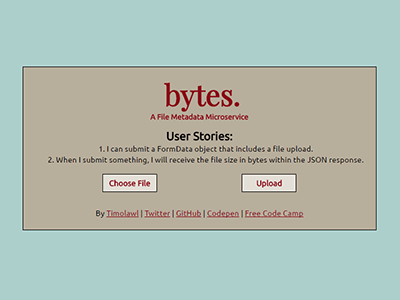 bytes.
A File Metadata Microservice
User Stories:
1. I can submit a FormData object that includes a file upload.
2. When I submit something, I will receive the file size in bytes within the JSON response.
Choose File Upload
By Timolawl | Twitter | GitHub | Codepen | Free Code Camp